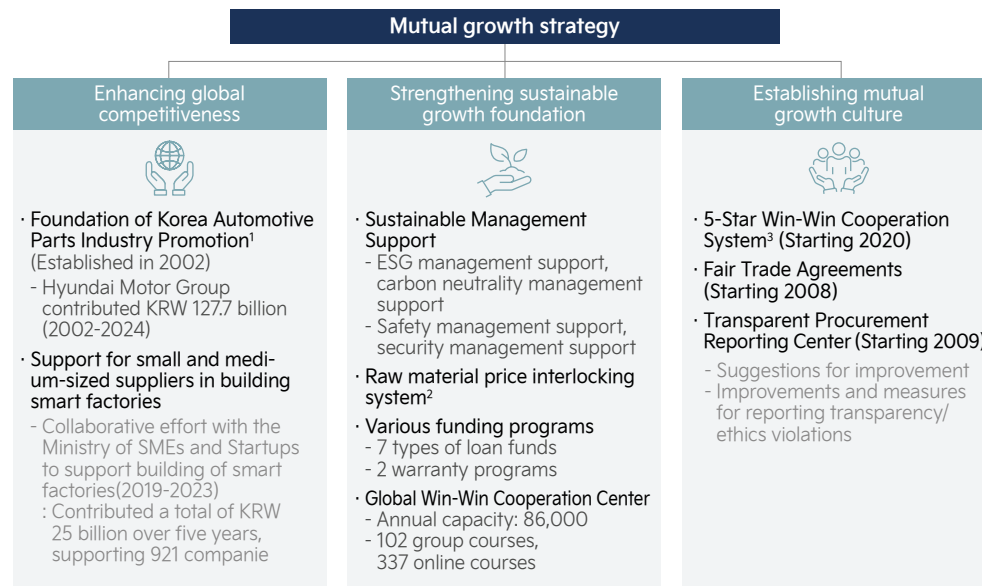 Mutual growth strategy
Enhancing global
competitiveness
· Foundation of Korea Automotive
Parts Industry Promotion¹
(Established in 2002)
- Hyundai Motor Group
contributed KRW 127.7 billion
(2002-2024)
· Support for small and medi-
um-sized suppliers in building
smart factories
- Collaborative effort with the
Ministry of SMEs and Startups
to support building of smart
factories(2019-2023)
: Contributed a total of KRW
25 billion over five years,
supporting 921 companie
Strengthening sustainable
growth foundation
· Sustainable Management
Support
- ESG management support,
carbon neutrality management
support
- Safety management support,
security management support
· Raw material price interlocking
system²
· Various funding programs
- 7 types of loan funds
- 2 warranty programs
· Global Win-Win Cooperation Center
- Annual capacity: 86,000
- 102 group courses,
337 online courses
Establishing mutual
growth culture
· 5-Star Win-Win Cooperation
System³ (Starting 2020)
· Fair Trade Agreements
(Starting 2008)
· Transparent Procurement
Reporting Center (Starting 2009)
- Suggestions for improvement
- Improvements and measures
for reporting transparency/
ethics violations